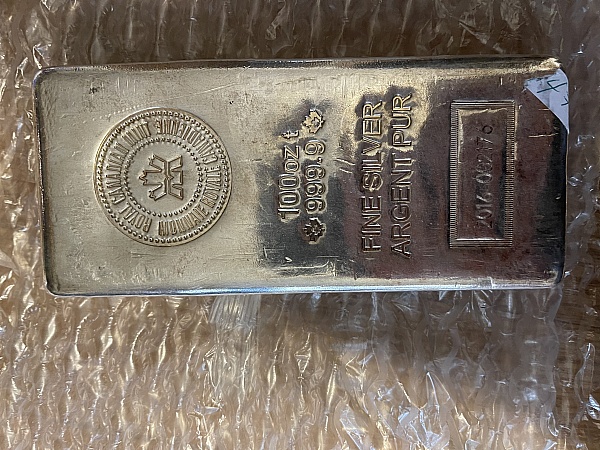 ROYAL CANADIAN MINT
MONNAIE ROYALE CANADIENNE
100 oz t
999.9
FINE SILVER
ARGENT PUR